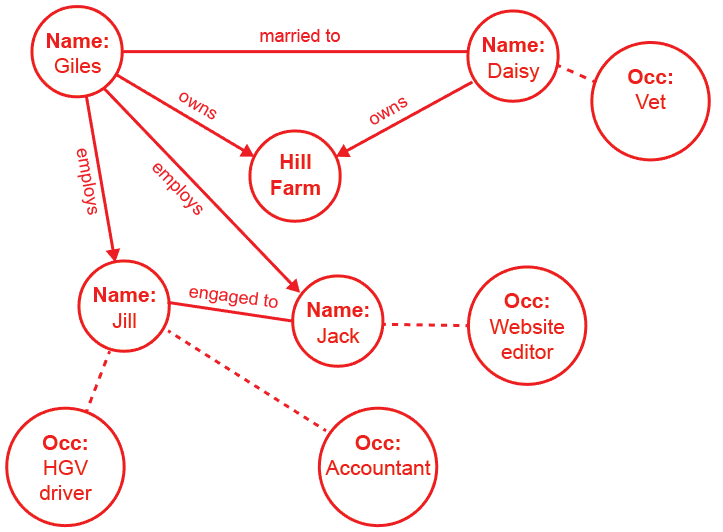 Name:
Giles
married to
Name:
Daisy
Occ:
Vet
owns
owns
Hill
Farm
employs
employs
Name:
Jill
engaged to
Name:
Jack
Occ:
Website
editor
Occ:
HGV
driver
Occ:
Accountant